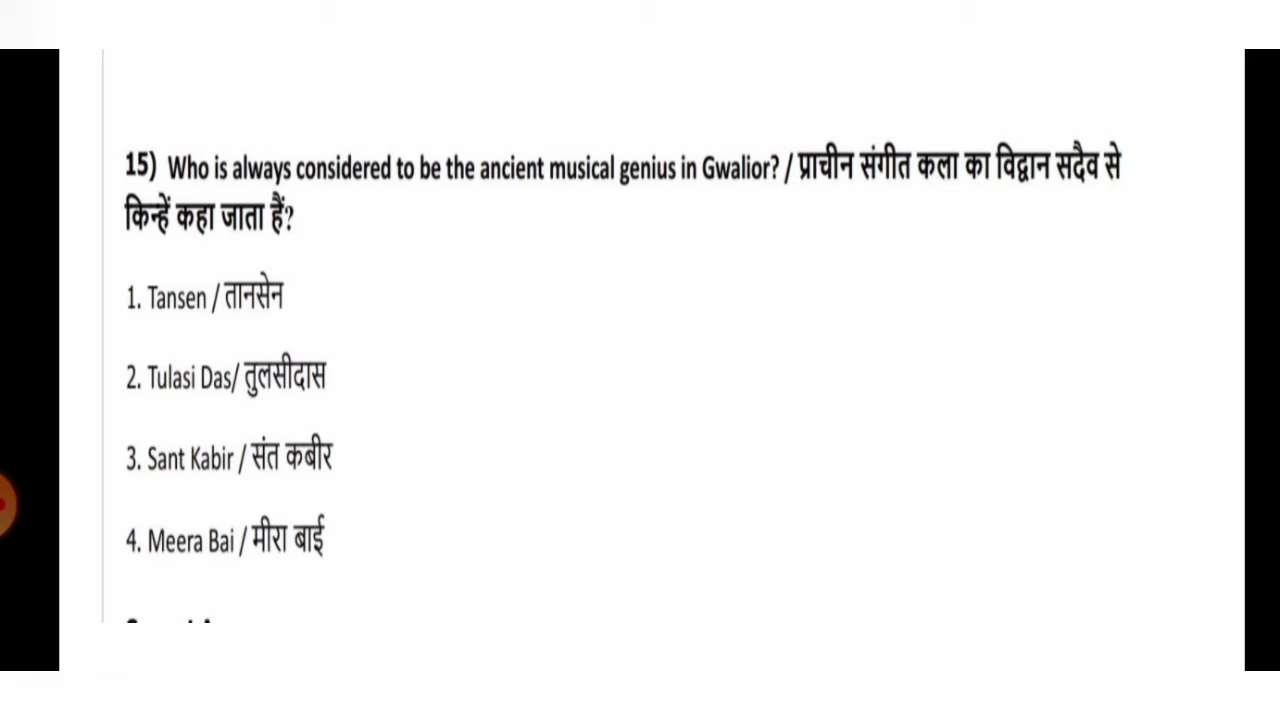 15) Who is always considered to be the ancient musical genius in Gwalior? / प्राचीन संगीत कला का विद्वान सदैव से
किन्हें कहा जाता हैं?
1. Tansen / तानसेन
2. Tulasi Das/ तुलसीदास
3. Sant Kabir / संत कबीर
4. Meera Bai / मीरा बाई